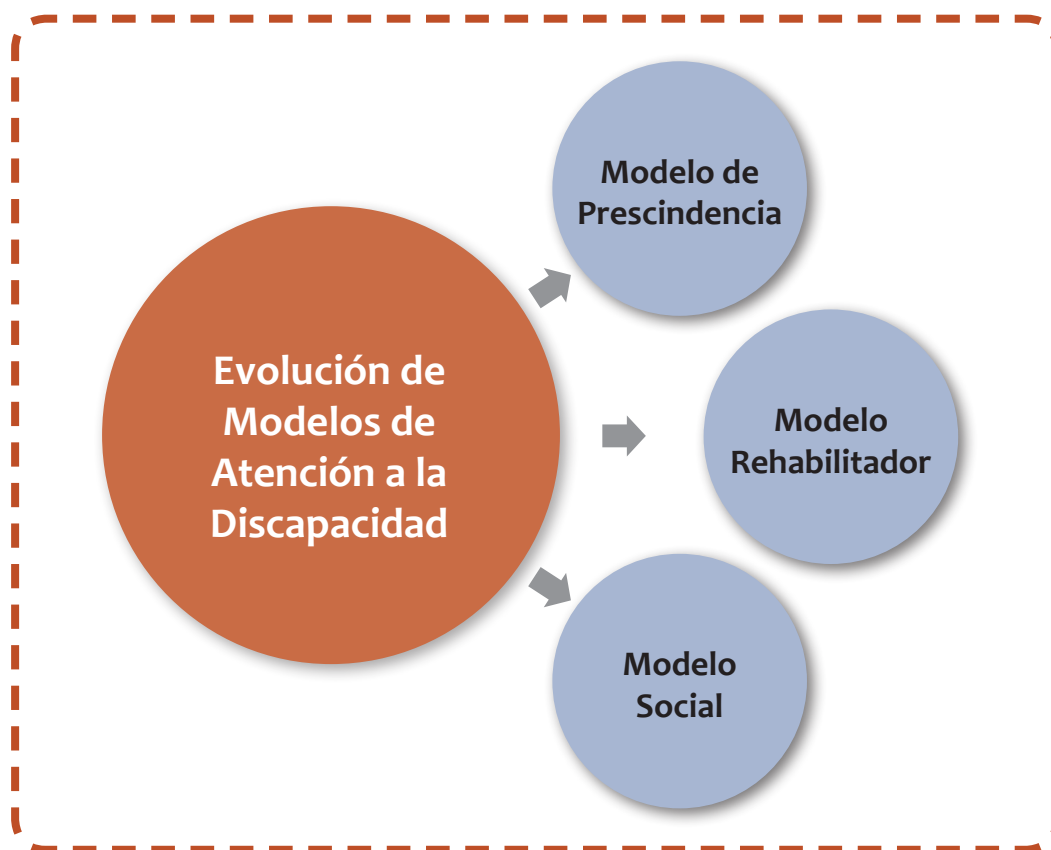 Evolución de
Modelos de
Atención a la
Discapacidad
Modelo de
Prescindencia
Modelo
Rehabilitador
Modelo
Social